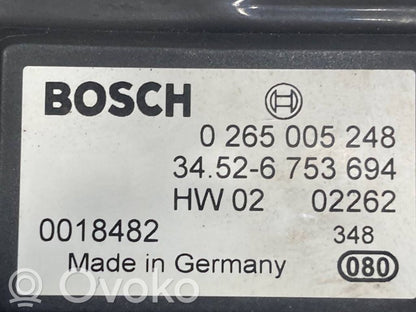 BOSCH
0 265 005 248
34.52-6 753 694
HW 02 02262
0018482 348
Made in Germany 080
Ovoko